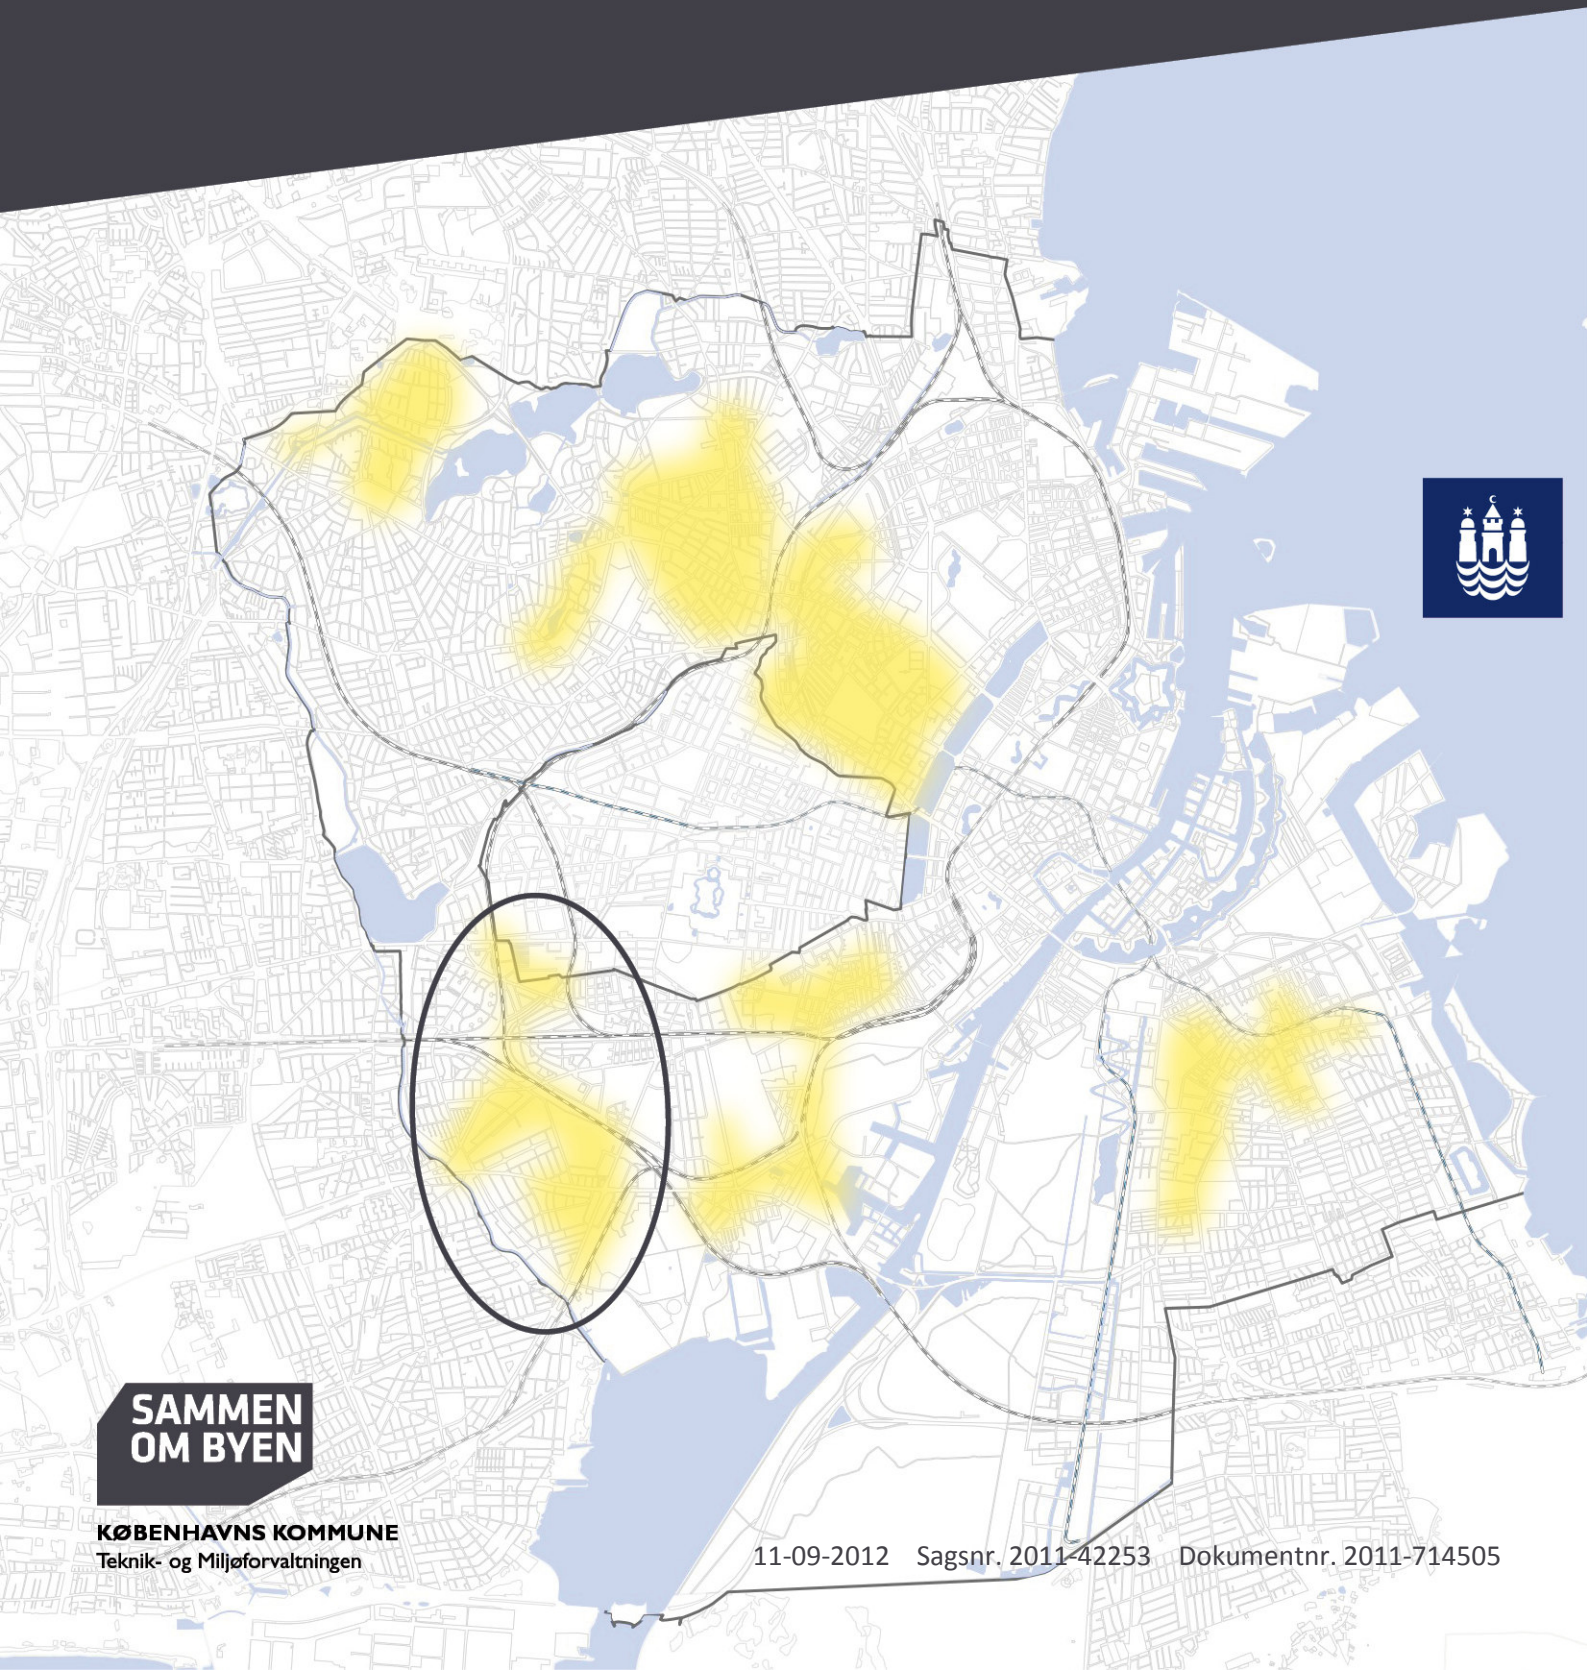 SAMMEN
OM BYEN
KØBENHAVNS KOMMUNE
Teknik- og Miljøforvaltningen
11-09-2012 Sagsnr. 2011-42253 Dokumentnr. 2011-714505